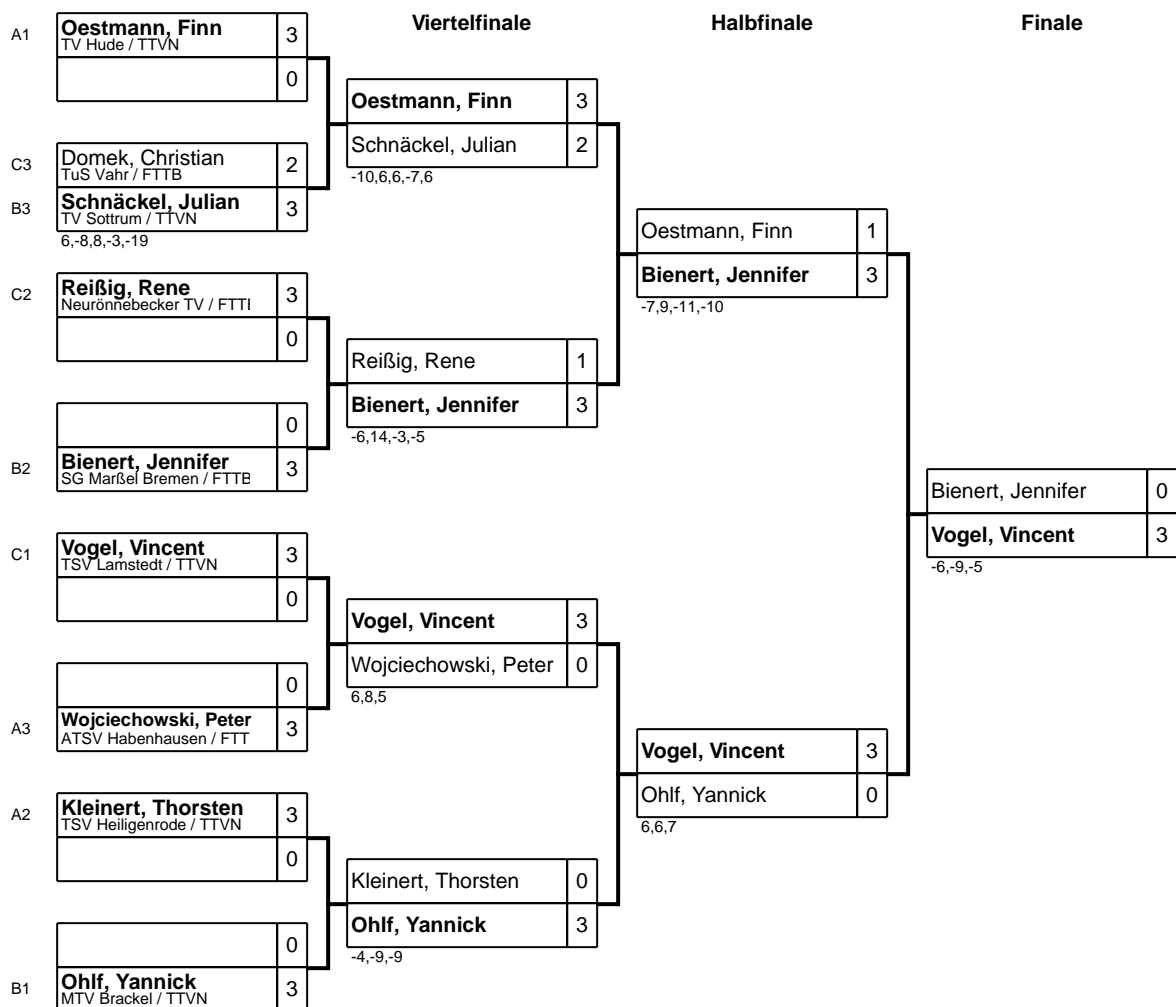 Viertelfinale
Halbfinale
Finale
A1
Oestmann, Finn 3
TV Hude / TTVN
0
C3
Domek, Christian 2
TuS Vahr / FTTB
B3
Schnäckel, Julian 3
TV Sottrum / TTVN
6,-8,8,-3,-19
C2
Reißig, Rene 3
Neurönnebecker TV / FTTI
0
0
B2
Bienert, Jennifer 3
SG Marßel Bremen / FTTB
C1
Vogel, Vincent 3
TSV Lamstedt / TTVN
0
0
A3
Wojciechowski, Peter 3
ATSV Habenhausen / FTT
A2
Kleinert, Thorsten 3
TSV Heiligenrode / TTVN
0
0
B1
Ohlf, Yannick 3
MTV Brackel / TTVN
Oestmann, Finn 3
Schnäckel, Julian 2
-10,6,6,-7,6
Reißig, Rene 1
Bienert, Jennifer 3
-6,14,-3,-5
Vogel, Vincent 3
Wojciechowski, Peter 0
6,8,5
Kleinert, Thorsten 0
Ohlf, Yannick 3
-4,-9,-9
Oestmann, Finn 1
Bienert, Jennifer 3
-7,9,-11,-10
Vogel, Vincent 3
Ohlf, Yannick 0
6,6,7
Bienert, Jennifer 0
Vogel, Vincent 3
-6,-9,-5